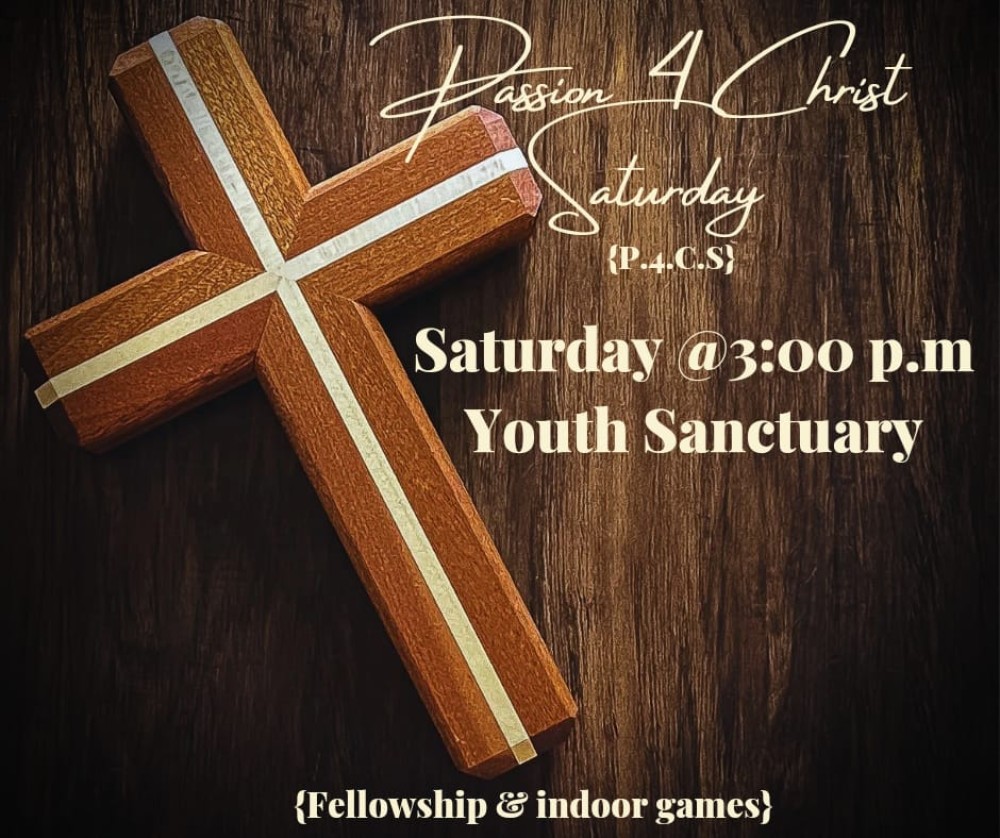 Passion 4 Christ
Saturday
{P.4.C.S}
Saturday @3:00 p.m
Youth Sanctuary
{Fellowship & indoor games}